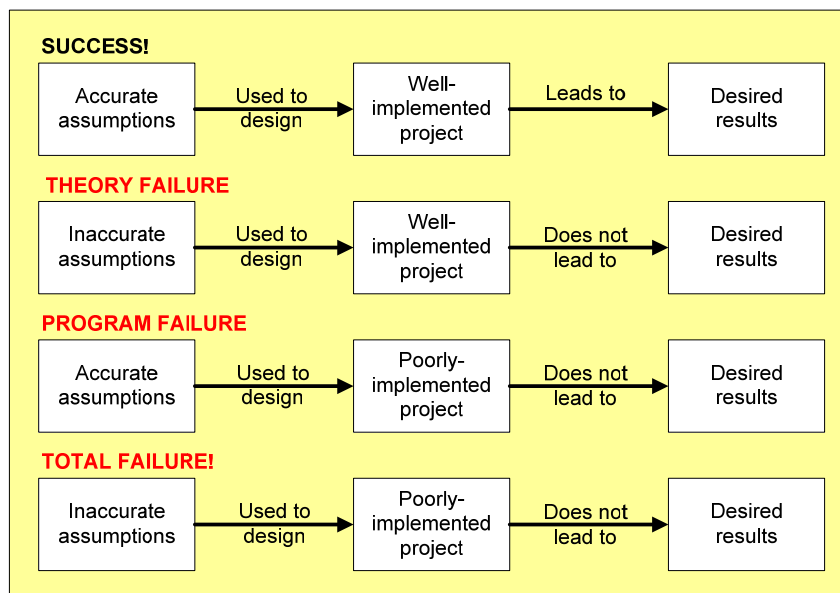 SUCCESS!
Accurate
assumptions
Used to
design
Well-
implemented
project
Leads to
Desired
results
THEORY FAILURE
Inaccurate
assumptions
Used to
design
Well-
implemented
project
Does not
lead to
Desired
results
PROGRAM FAILURE
Accurate
assumptions
Used to
design
Poorly-
implemented
project
Does not
lead to
Desired
results
TOTAL FAILURE!
Inaccurate
assumptions
Used to
design
Poorly-
implemented
project
Does not
lead to
Desired
results